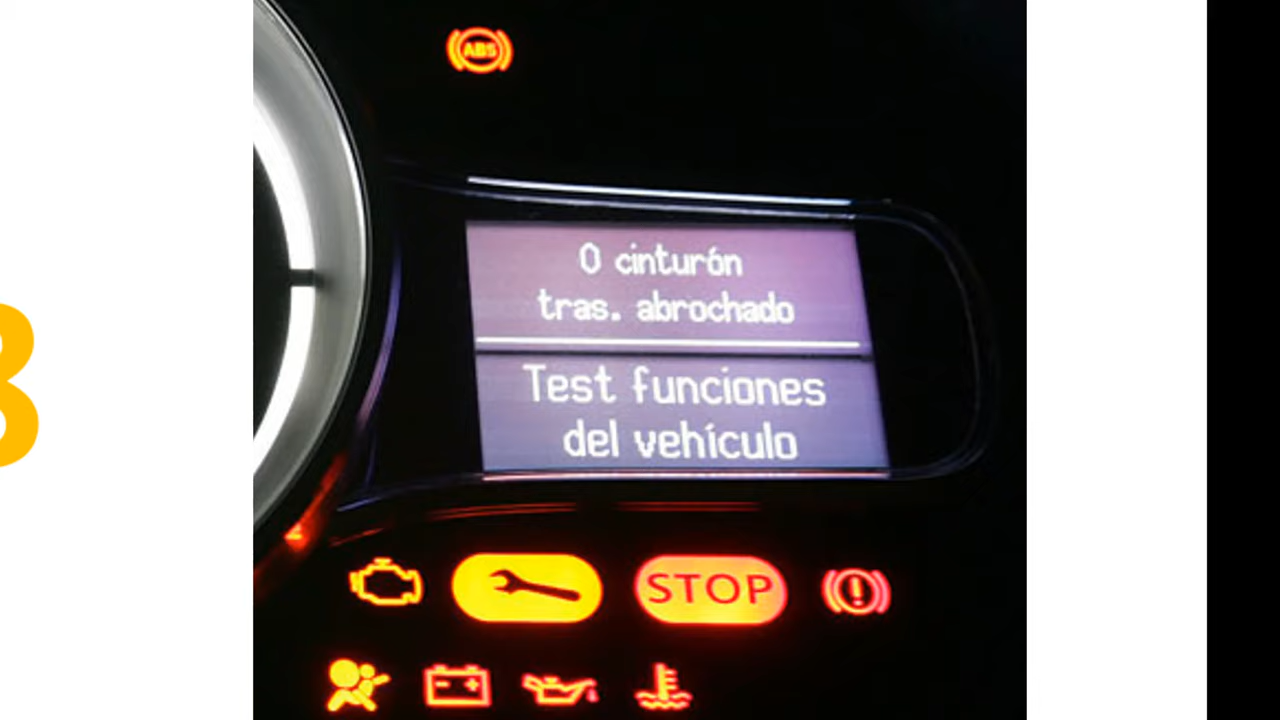 ABS
0 cinturón
tras. abrochado
Test funciones
del vehículo
STOP